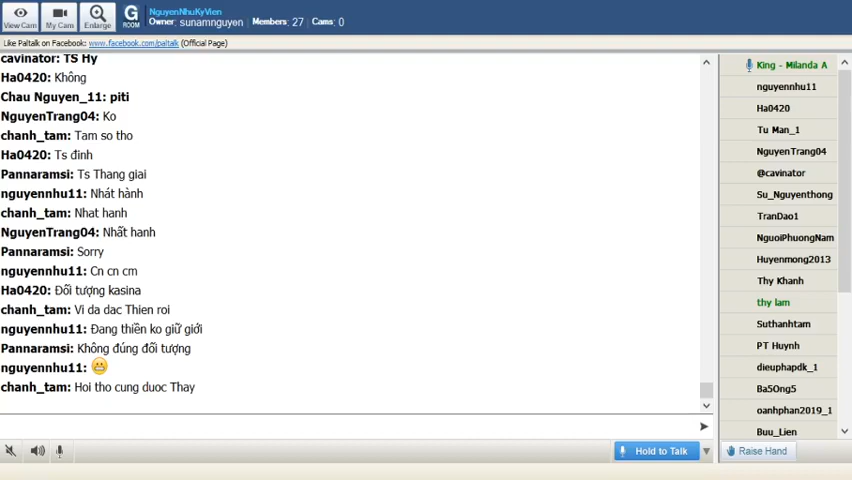 View Cam
My Cam
Enlarge
G
ROOM
NguyenNhuKyVien
Owner: sunamnguyen Members: 27 Cams: 0
Like Paltalk on Facebook: www.facebook.com/paltalk (Official Page)
cavinator: TS Hy
Ha0420: Không
Chau Nguyen_11: piti
NguyenTrang04: Ko
chanh_tam: Tam so tho
Ha0420: Ts đinh
Pannaramsi: Ts Thang giai
nguyennhu11: Nhát hành
chanh_tam: Nhat hanh
NguyenTrang04: Nhất hanh
Pannaramsi: Sorry
nguyennhu11: Cn cn cm
Ha0420: Đối tượng kasina
chanh_tam: Vi da dac Thien roi
nguyennhu11: Đang thiền ko giữ giới
Pannaramsi: Không đúng đối tượng
nguyennhu11:
chanh_tam: Hoi tho cung duoc Thay
Hold to Talk
King - Milanda A
nguyennhu11
Ha0420
Tu Man_1
NguyenTrang04
@cavinator
Su_Nguyenthong
TranDao1
NguoiPhuongNam
Huyenmong2013
Thy Khanh
thy lam
Suthanhtam
PT Huynh
dieuphapdk_1
Ba5Ong5
oanhphan2019_1
Buu_Lien
Raise Hand